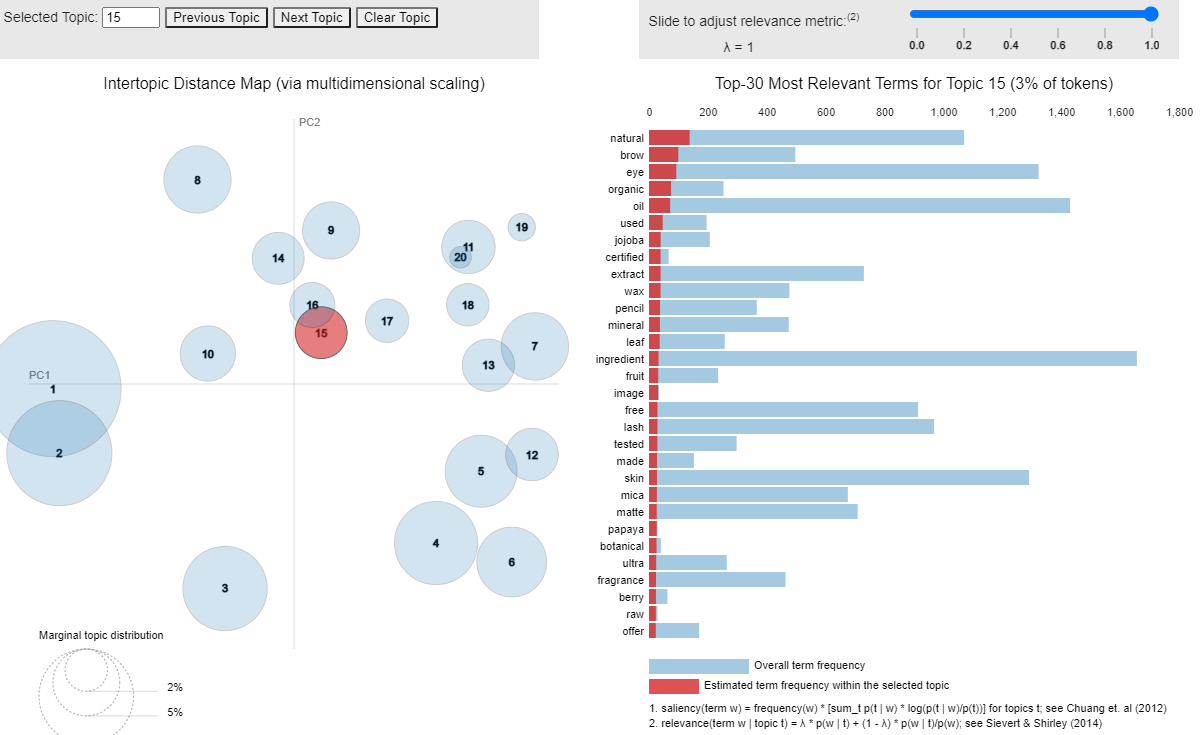 Selected Topic: 15 Previous Topic Next Topic Clear Topic
Slide to adjust relevance metric:(2)
λ = 1
0.0 0.2 0.4 0.6 0.8 1.0
Intertopic Distance Map (via multidimensional scaling)
PC2
PC1
8
9
14
11
20
19
16
15
17
18
10
13
7
1
2
5
12
4
6
3
Marginal topic distribution
2%
5%
Top-30 Most Relevant Terms for Topic 15 (3% of tokens)
0 200 400 600 800 1,000 1,200 1,400 1,600 1,800
natural
brow
eye
organic
oil
used
jojoba
certified
extract
wax
pencil
mineral
leaf
ingredient
fruit
image
free
lash
tested
made
skin
mica
matte
papaya
botanical
ultra
fragrance
berry
raw
offer
Overall term frequency
Estimated term frequency within the selected topic
1. saliency(term w) = frequency(w) * [sum_t p(t | w) * log(p(t | w)/p(t))] for topics t; see Chuang et. al (2012)
2. relevance(term w | topic t) = λ * p(w | t) + (1 - λ) * p(w | t)/p(w); see Sievert & Shirley (2014)